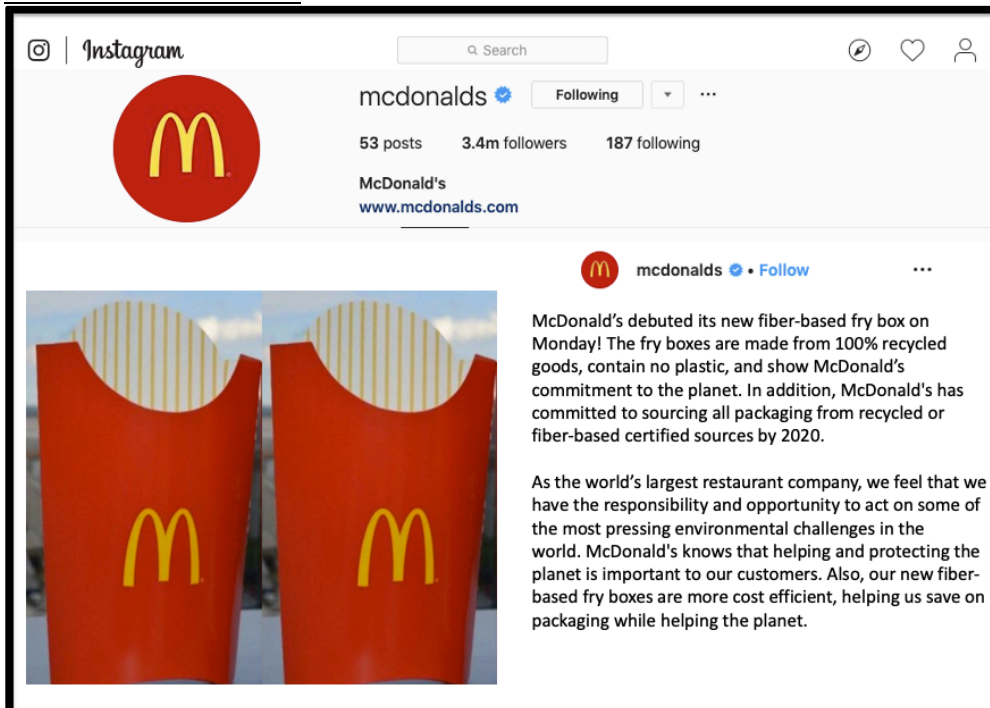 Instagram
Search
mcdonalds Following ...
53 posts 3.4m followers 187 following
McDonald's
www.mcdonalds.com
mcdonalds • Follow ...
McDonald’s debuted its new fiber-based fry box on
Monday! The fry boxes are made from 100% recycled
goods, contain no plastic, and show McDonald’s
commitment to the planet. In addition, McDonald's has
committed to sourcing all packaging from recycled or
fiber-based certified sources by 2020.
As the world’s largest restaurant company, we feel that we
have the responsibility and opportunity to act on some of
the most pressing environmental challenges in the
world. McDonald's knows that helping and protecting the
planet is important to our customers. Also, our new fiber-
based fry boxes are more cost efficient, helping us save on
packaging while helping the planet.